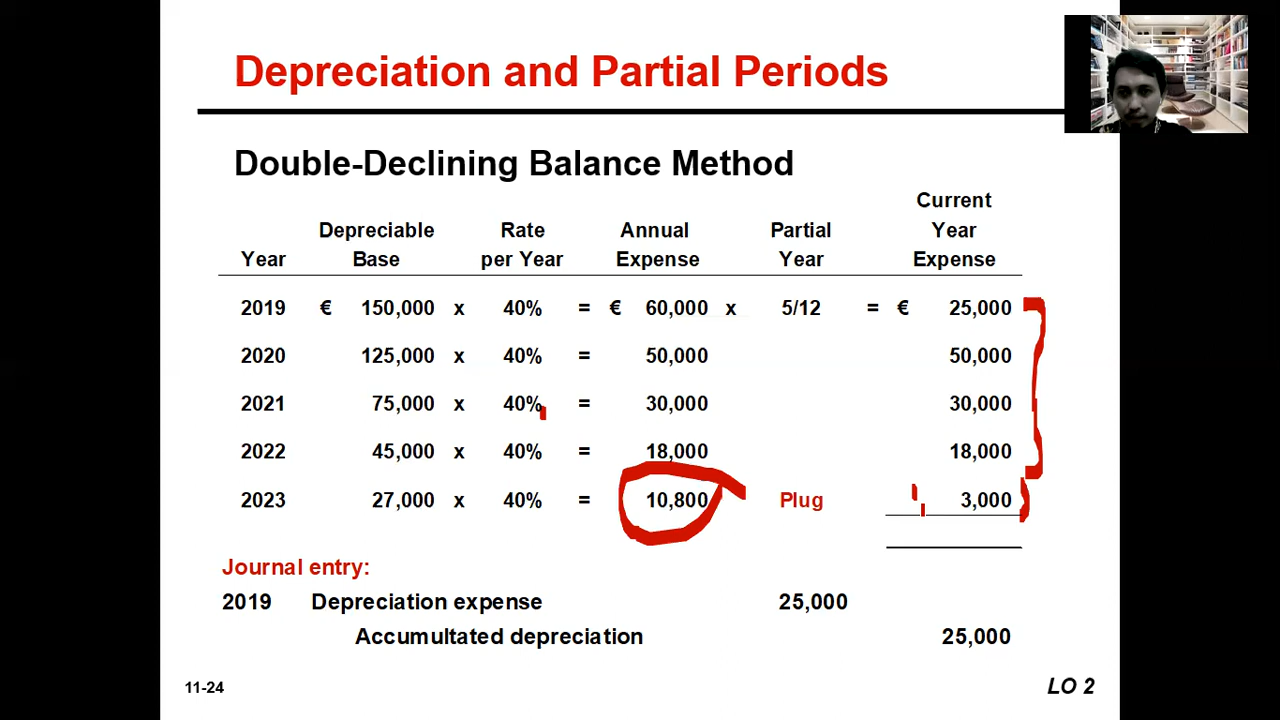 Depreciation and Partial Periods
Double-Declining Balance Method
Current
Depreciable Rate Annual Partial Year
Year Base per Year Expense Year Expense
2019 € 150,000 x 40% = € 60,000 x 5/12 = € 25,000
2020 125,000 x 40% = 50,000 50,000
2021 75,000 x 40% = 30,000 30,000
2022 45,000 x 40% = 18,000 18,000
2023 27,000 x 40% = 10,800 Plug 3,000
Journal entry:
2019 Depreciation expense 25,000
Accumultated depreciation 25,000
11-24 LO 2